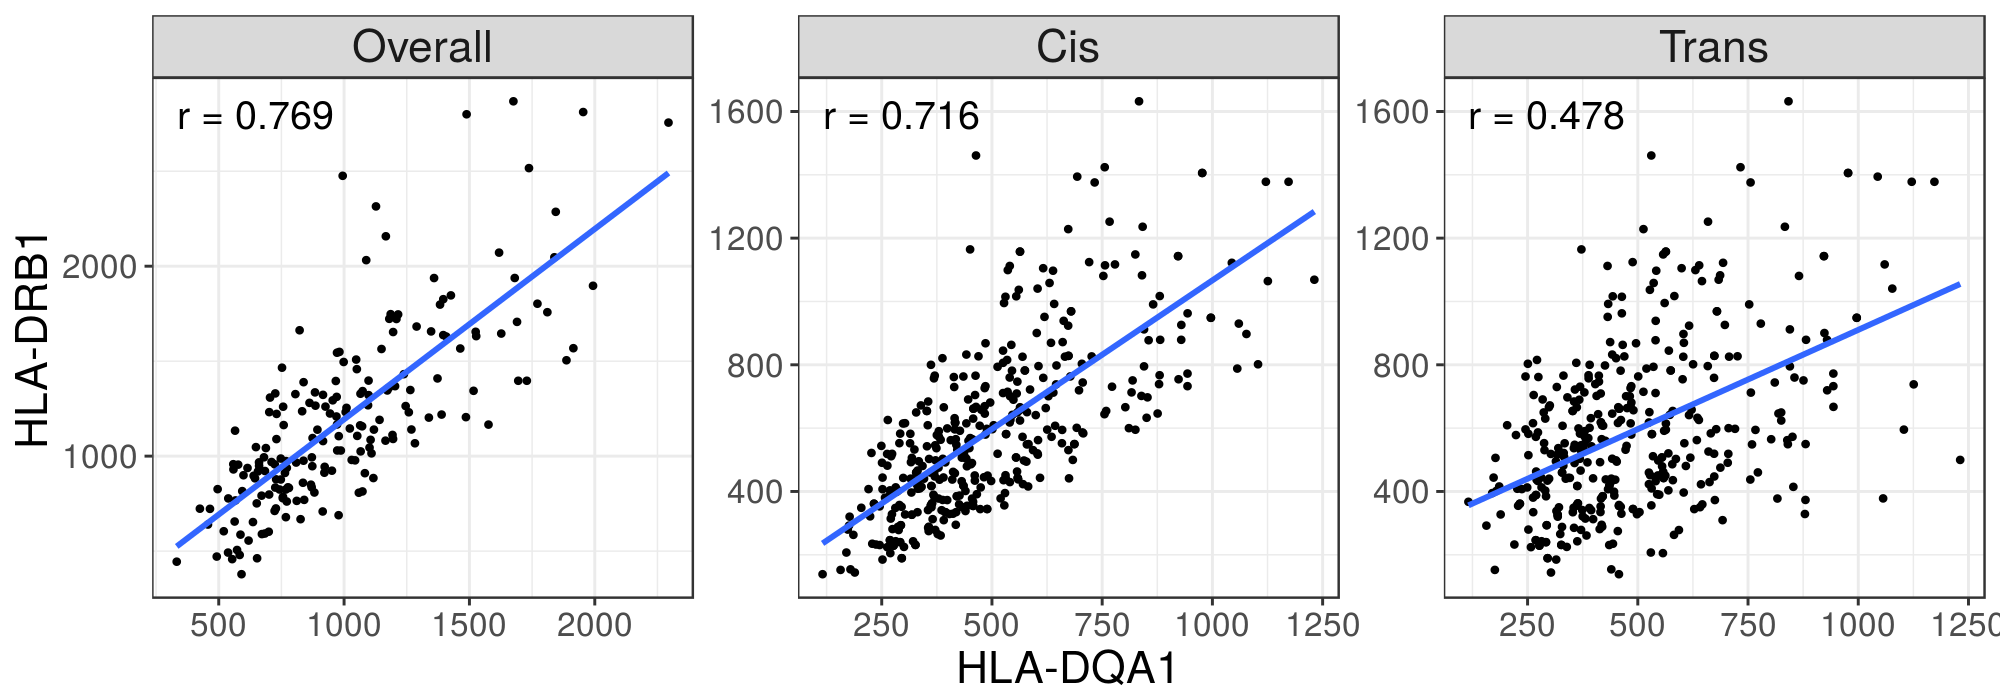 Overall
Cis
Trans
r = 0.769
r = 0.716
r = 0.478
HLA-DRB1
2000
1000
1600
1200
800
400
1600
1200
800
400
500 1000 1500 2000
250 500 750 1000 1250
250 500 750 1000 1250
HLA-DQA1